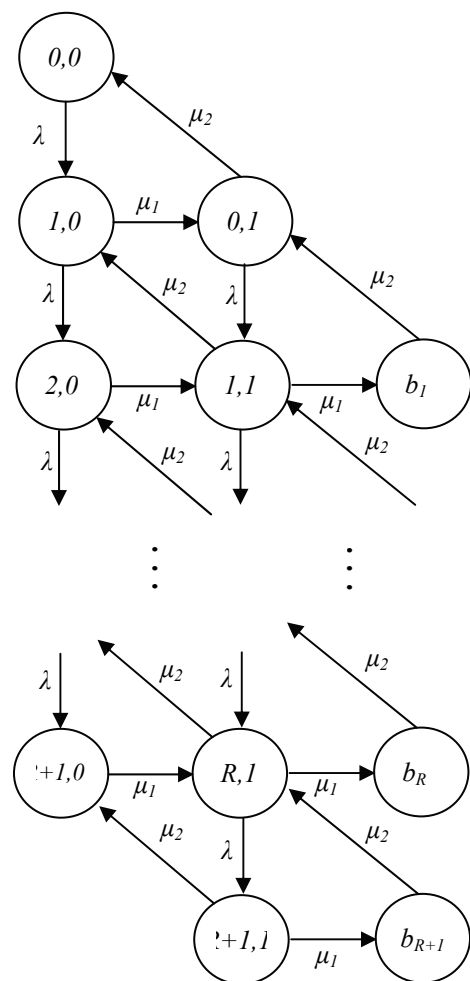 0,0
λ μ2
1,0 μ1 0,1
λ μ2 λ μ2
2,0 μ1 1,1 μ1 b1
λ μ2 λ μ2
⋮ ⋮
λ μ2 λ μ2
+1,0 μ1 R,1 μ1 bR
μ2 λ μ2
+1,1 μ1 bR+1